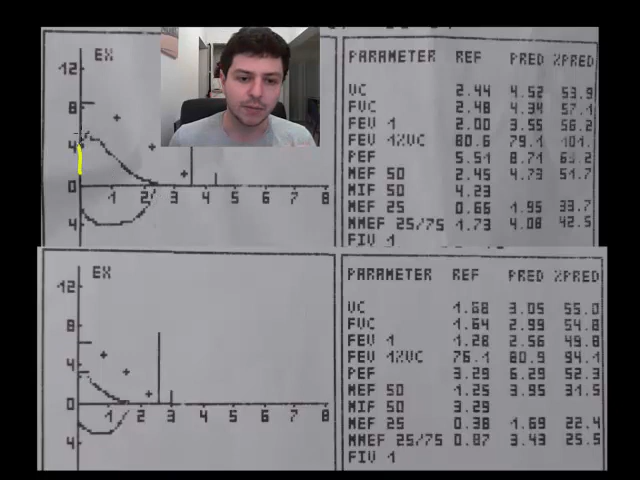 EX
12
8
4
0
1 2 3 4 5 6 7 8
4
PARAMETER REF PRED %PRED
VC 2.44 4.52 53.9
FVC 2.48 4.34 57.1
FEV 1 2.00 3.55 56.2
FEV 1%VC 80.6 79.1 101.
PEF 5.51 8.71 63.2
MEF 50 2.45 4.73 51.7
MIF 50 4.23
MEF 25 0.66 1.95 33.7
MMEF 25/75 1.73 4.08 42.5
FIV 1
EX
12
8
4
0
1 2 3 4 5 6 7 8
4
PARAMETER REF PRED %PRED
VC 1.68 3.05 55.0
FVC 1.64 2.99 54.8
FEV 1 1.28 2.56 49.8
FEV 1%VC 76.1 80.9 94.1
PEF 3.29 6.29 52.3
MEF 50 1.25 3.95 31.5
MIF 50 3.29
MEF 25 0.38 1.69 22.4
MMEF 25/75 0.87 3.43 25.5
FIV 1